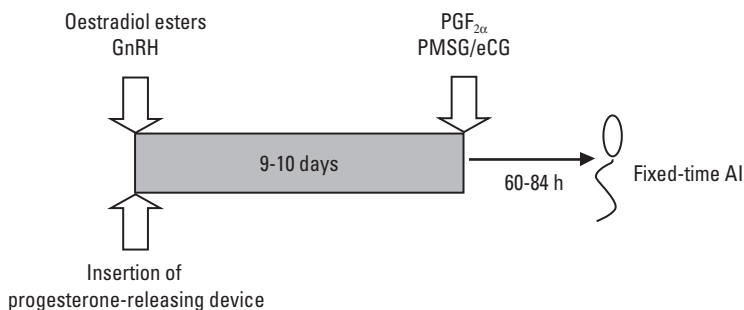 Oestradiol esters
GnRH
PGF2α
PMSG/eCG
9-10 days
60-84 h
Fixed-time AI
Insertion of
progesterone-releasing device